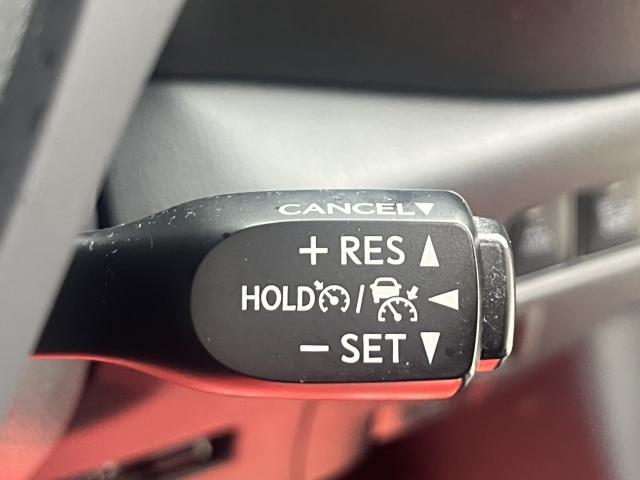 CANCEL▼
+ RES ▲
HOLD / ◀
− SET ▼